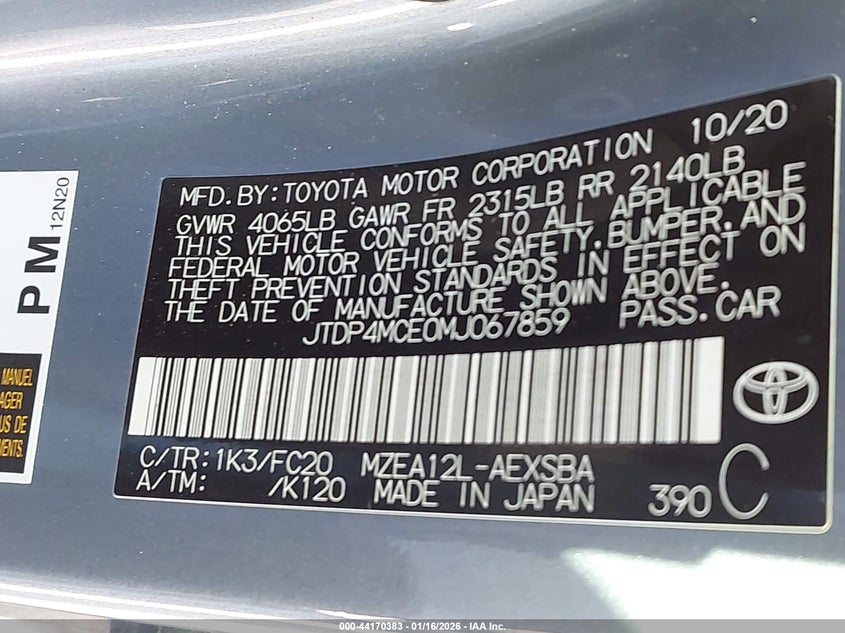 MFD.BY:TOYOTA MOTOR CORPORATION 10/20
GVWR 4065LB GAWR FR 2315LB RR 2140LB
THIS VEHICLE CONFORMS TO ALL APPLICABLE
FEDERAL MOTOR VEHICLE SAFETY,BUMPER,AND
THEFT PREVENTION STANDARDS IN EFFECT ON
THE DATE OF MANUFACTURE SHOWN ABOVE.
JTDP4MCE0MJ067859 PASS.CAR
C/TR:1K3/FC20 MZEA12L-AEXSBA
A/TM: /K120 MADE IN JAPAN 390 C
PM
12N20
MANUEL
AGER
US DE
MENTS.
000-44170383 - 01/16/2026 - IAA Inc.